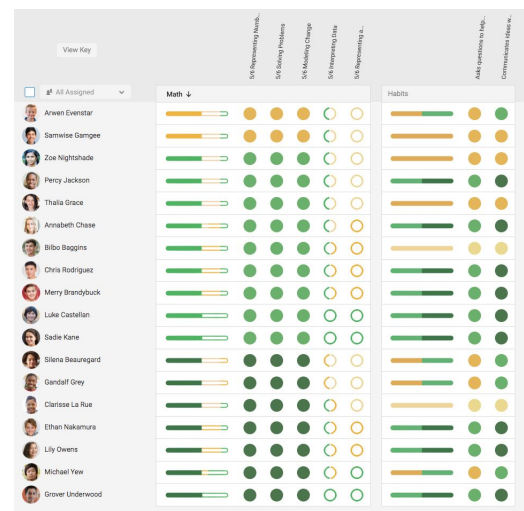 View Key
5/6 Representing Numb...
5/6 Solving Problems
5/6 Modeling Change
5/6 Interpreting Data
5/6 Representing a...
Asks questions to help...
Communicates ideas w...
All Assigned
Math ↓
Habits
Arwen Evenstar
Samwise Gamgee
Zoe Nightshade
Percy Jackson
Thalia Grace
Annabeth Chase
Bilbo Baggins
Chris Rodriguez
Merry Brandybuck
Luke Castellan
Sadie Kane
Silena Beauregard
Gandalf Grey
Clarisse La Rue
Ethan Nakamura
Lily Owens
Michael Yew
Grover Underwood